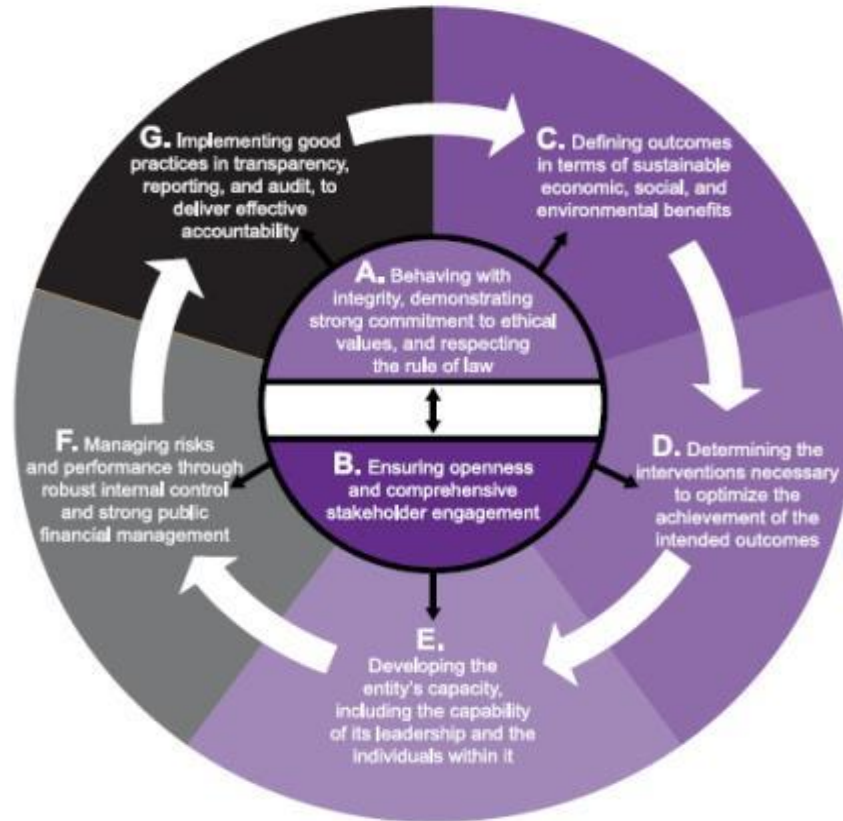 G. Implementing good
practices in transparency,
reporting, and audit, to
deliver effective
accountability
C. Defining outcomes
in terms of sustainable
economic, social, and
environmental benefits
A. Behaving with
integrity, demonstrating
strong commitment to ethical
values, and respecting
the rule of law
B. Ensuring openness
and comprehensive
stakeholder engagement
F. Managing risks
and performance through
robust internal control
and strong public
financial management
D. Determining the
interventions necessary
to optimize the
achievement of the
intended outcomes
E.
Developing the
entity's capacity,
including the capability
of its leadership and the
individuals within it